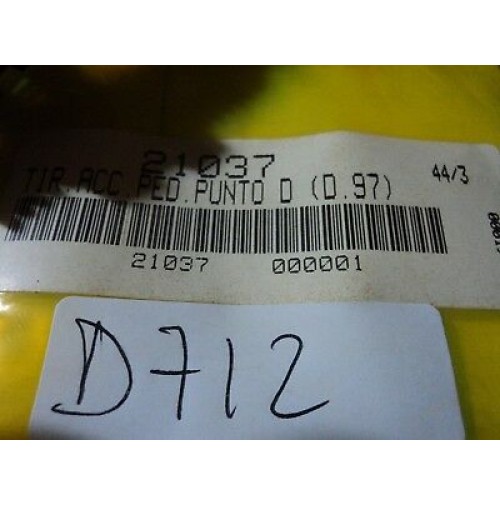 21037
TIR.ACC.PED.PUNTO D (D.97) 44/3
21037 000001
D712